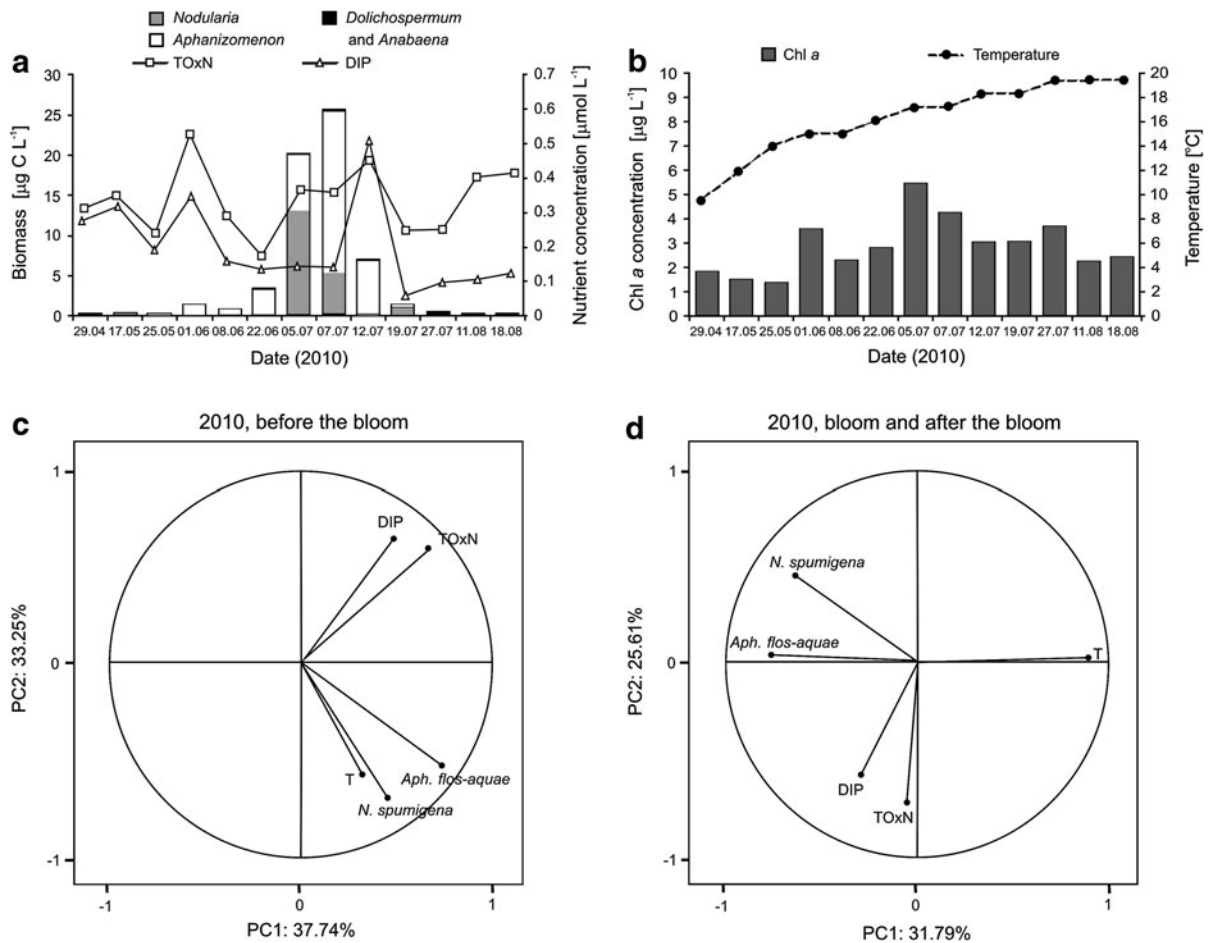 a
Nodularia
Dolichospermum
Aphanizomenon
and Anabaena
TOxN
DIP
Biomass [µg C L-1]
30
25
20
15
10
5
0
Nutrient concentration [µmol L-1]
0.7
0.6
0.5
0.4
0.3
0.2
0.1
0
29.04 17.05 25.05 01.06 08.06 22.06 05.07 07.07 12.07 19.07 27.07 11.08 18.08
Date (2010)
b
Chl a
Temperature
Chl a concentration [µg L-1]
10
9
8
7
6
5
4
3
2
1
0
Temperature [°C]
20
18
16
14
12
10
8
6
4
2
0
29.04 17.05 25.05 01.06 08.06 22.06 05.07 07.07 12.07 19.07 27.07 11.08 18.08
Date (2010)
c
2010, before the bloom
1
0
-1
PC2: 33.25%
DIP
TOxN
T
Aph. flos-aquae
N. spumigena
-1
0
1
PC1: 37.74%
d
2010, bloom and after the bloom
1
0
-1
PC2: 25.61%
N. spumigena
Aph. flos-aquae
T
DIP
TOxN
-1
0
1
PC1: 31.79%